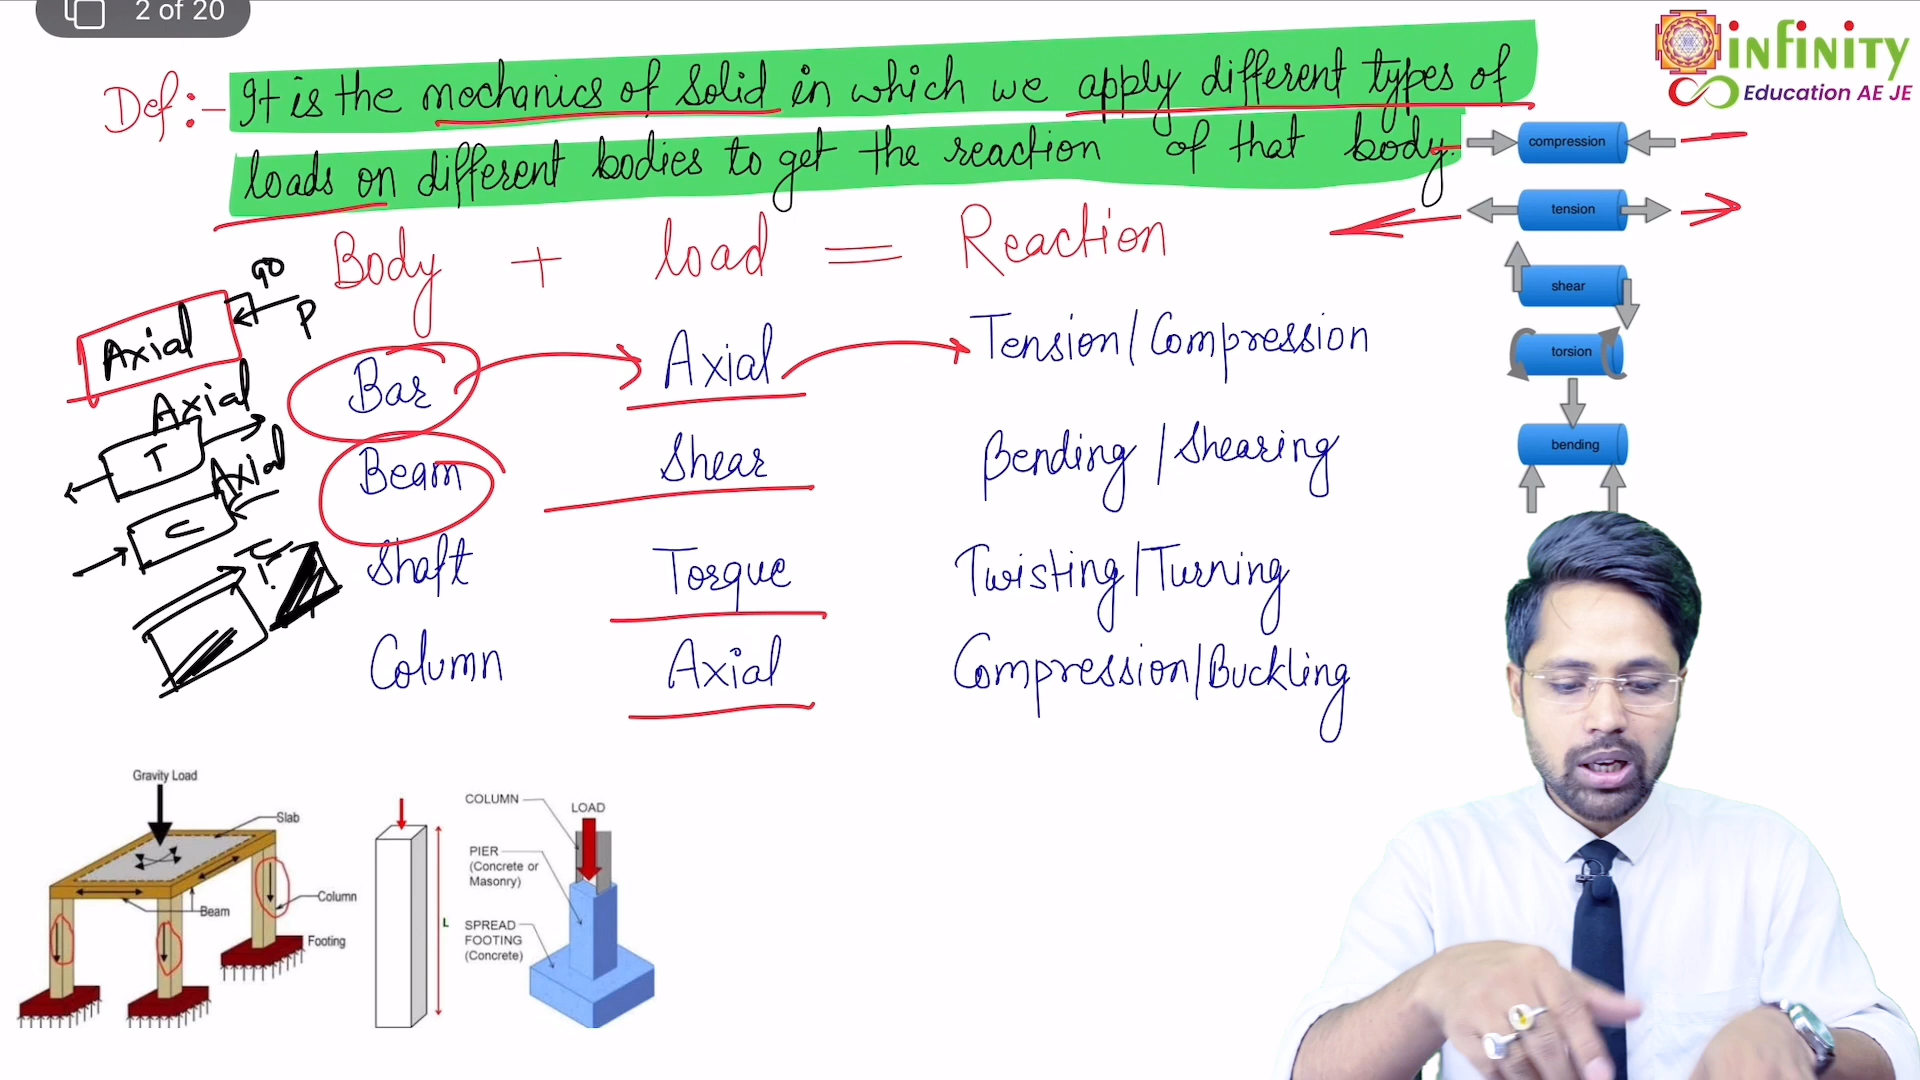 2 of 20
infinity
Education AE JE
Def:- It is the mechanics of Solid in which we apply different types of
loads on different bodies to get the reaction of that body.
Body + load = Reaction
Bar Axial Tension/Compression
Beam Shear Bending/Shearing
Shaft Torque Twisting/Turning
Column Axial Compression/Buckling
90
P
Axial
Axial
T
Axial
C
compression
tension
shear
torsion
bending
Gravity Load
Slab
Column
Beam
Footing
L
COLUMN
LOAD
PIER
(Concrete or
Masonry)
SPREAD
FOOTING
(Concrete)